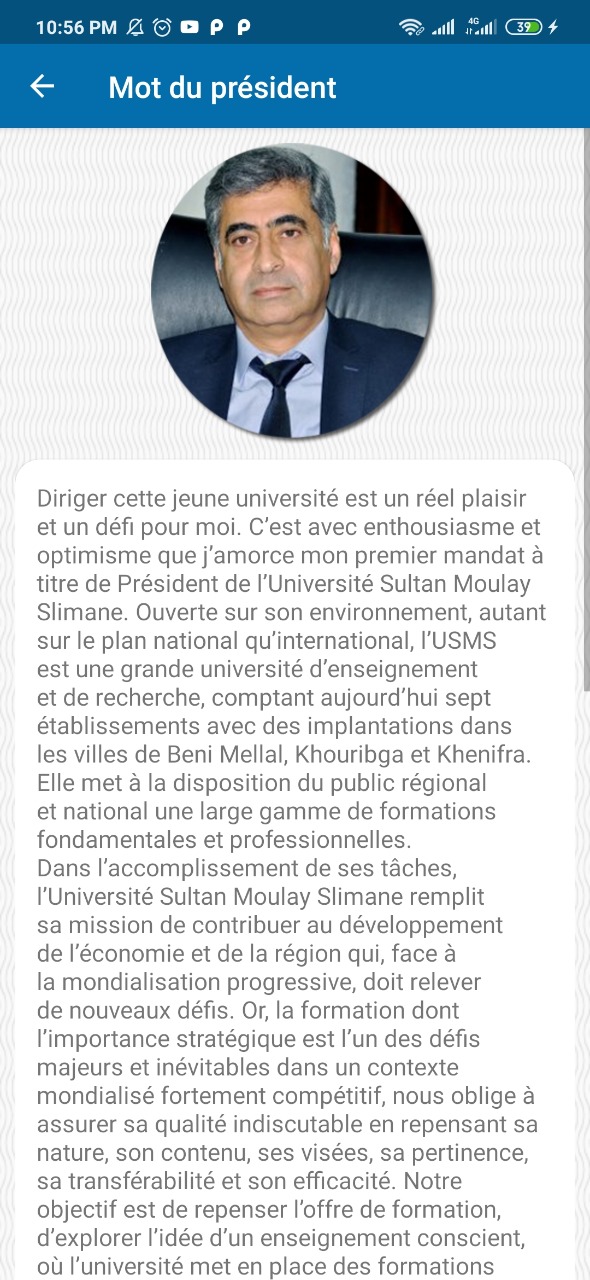 10:56 PM
4G
39
Mot du président
Diriger cette jeune université est un réel plaisir
et un défi pour moi. C’est avec enthousiasme et
optimisme que j’amorce mon premier mandat à
titre de Président de l’Université Sultan Moulay
Slimane. Ouverte sur son environnement, autant
sur le plan national qu’international, l’USMS
est une grande université d’enseignement
et de recherche, comptant aujourd’hui sept
établissements avec des implantations dans
les villes de Beni Mellal, Khouribga et Khenifra.
Elle met à la disposition du public régional
et national une large gamme de formations
fondamentales et professionnelles.
Dans l’accomplissement de ses tâches,
l’Université Sultan Moulay Slimane remplit
sa mission de contribuer au développement
de l’économie et de la région qui, face à
la mondialisation progressive, doit relever
de nouveaux défis. Or, la formation dont
l’importance stratégique est l’un des défis
majeurs et inévitables dans un contexte
mondialisé fortement compétitif, nous oblige à
assurer sa qualité indiscutable en repensant sa
nature, son contenu, ses visées, sa pertinence,
sa transférabilité et son efficacité. Notre
objectif est de repenser l’offre de formation,
d’explorer l’idée d’un enseignement conscient,
où l’université met en place des formations